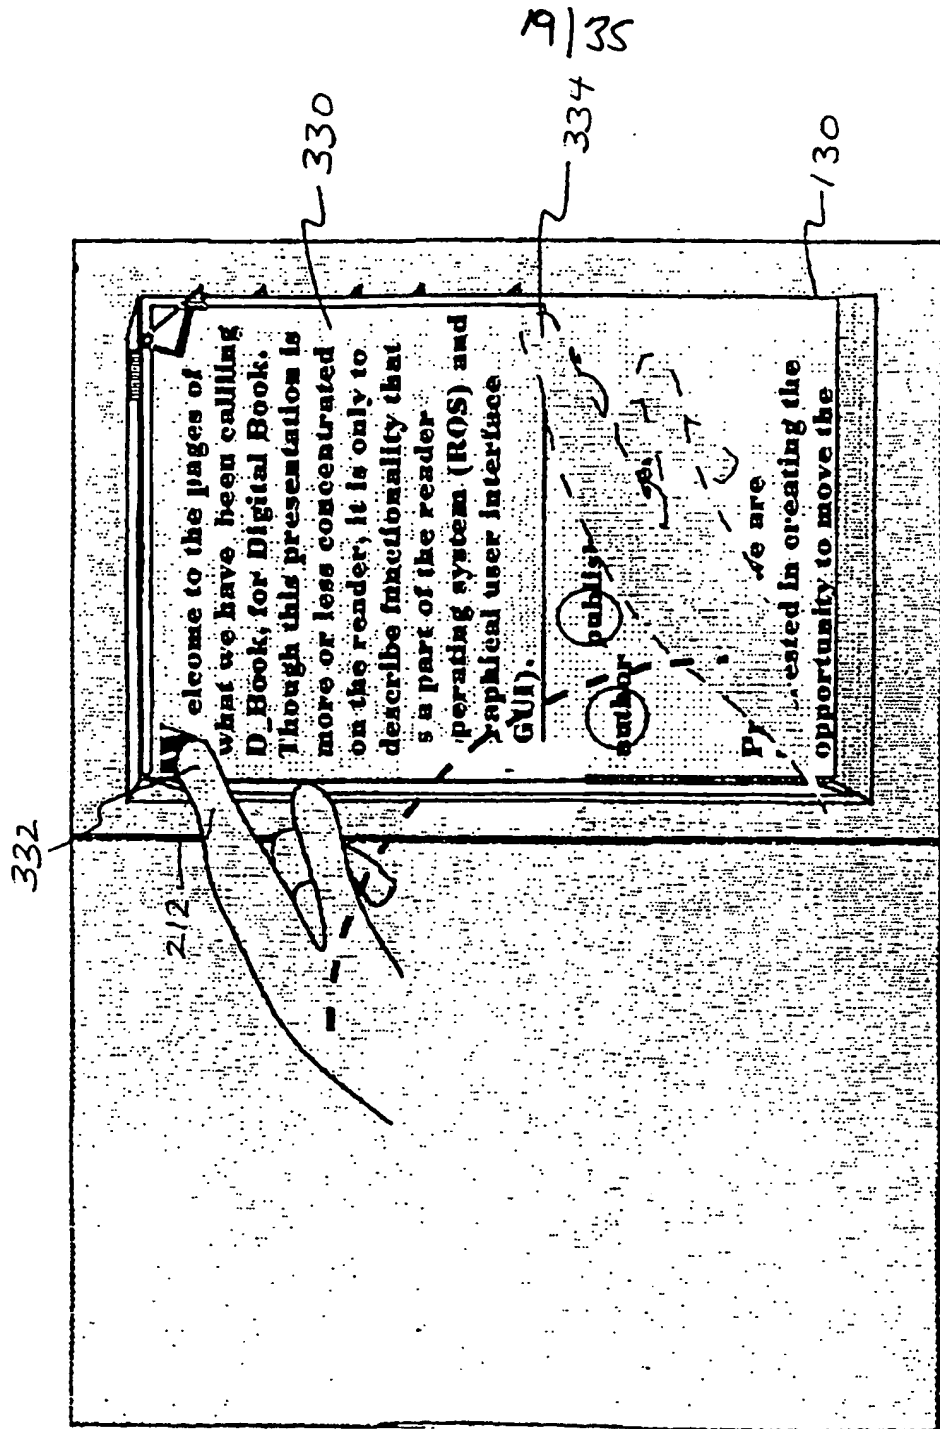 19/35
330
334
130
332
212
elcome to the pages of
what we have been callling
D_Book, for Digital Book.
Though this presentation is
more or less concentrated
on the render, it is only to
describe functionality that
s a part of the reader
perating system (ROS) and
raphical user interface
GUI).
author publish
we are
ested in creating the
opportunity to move the